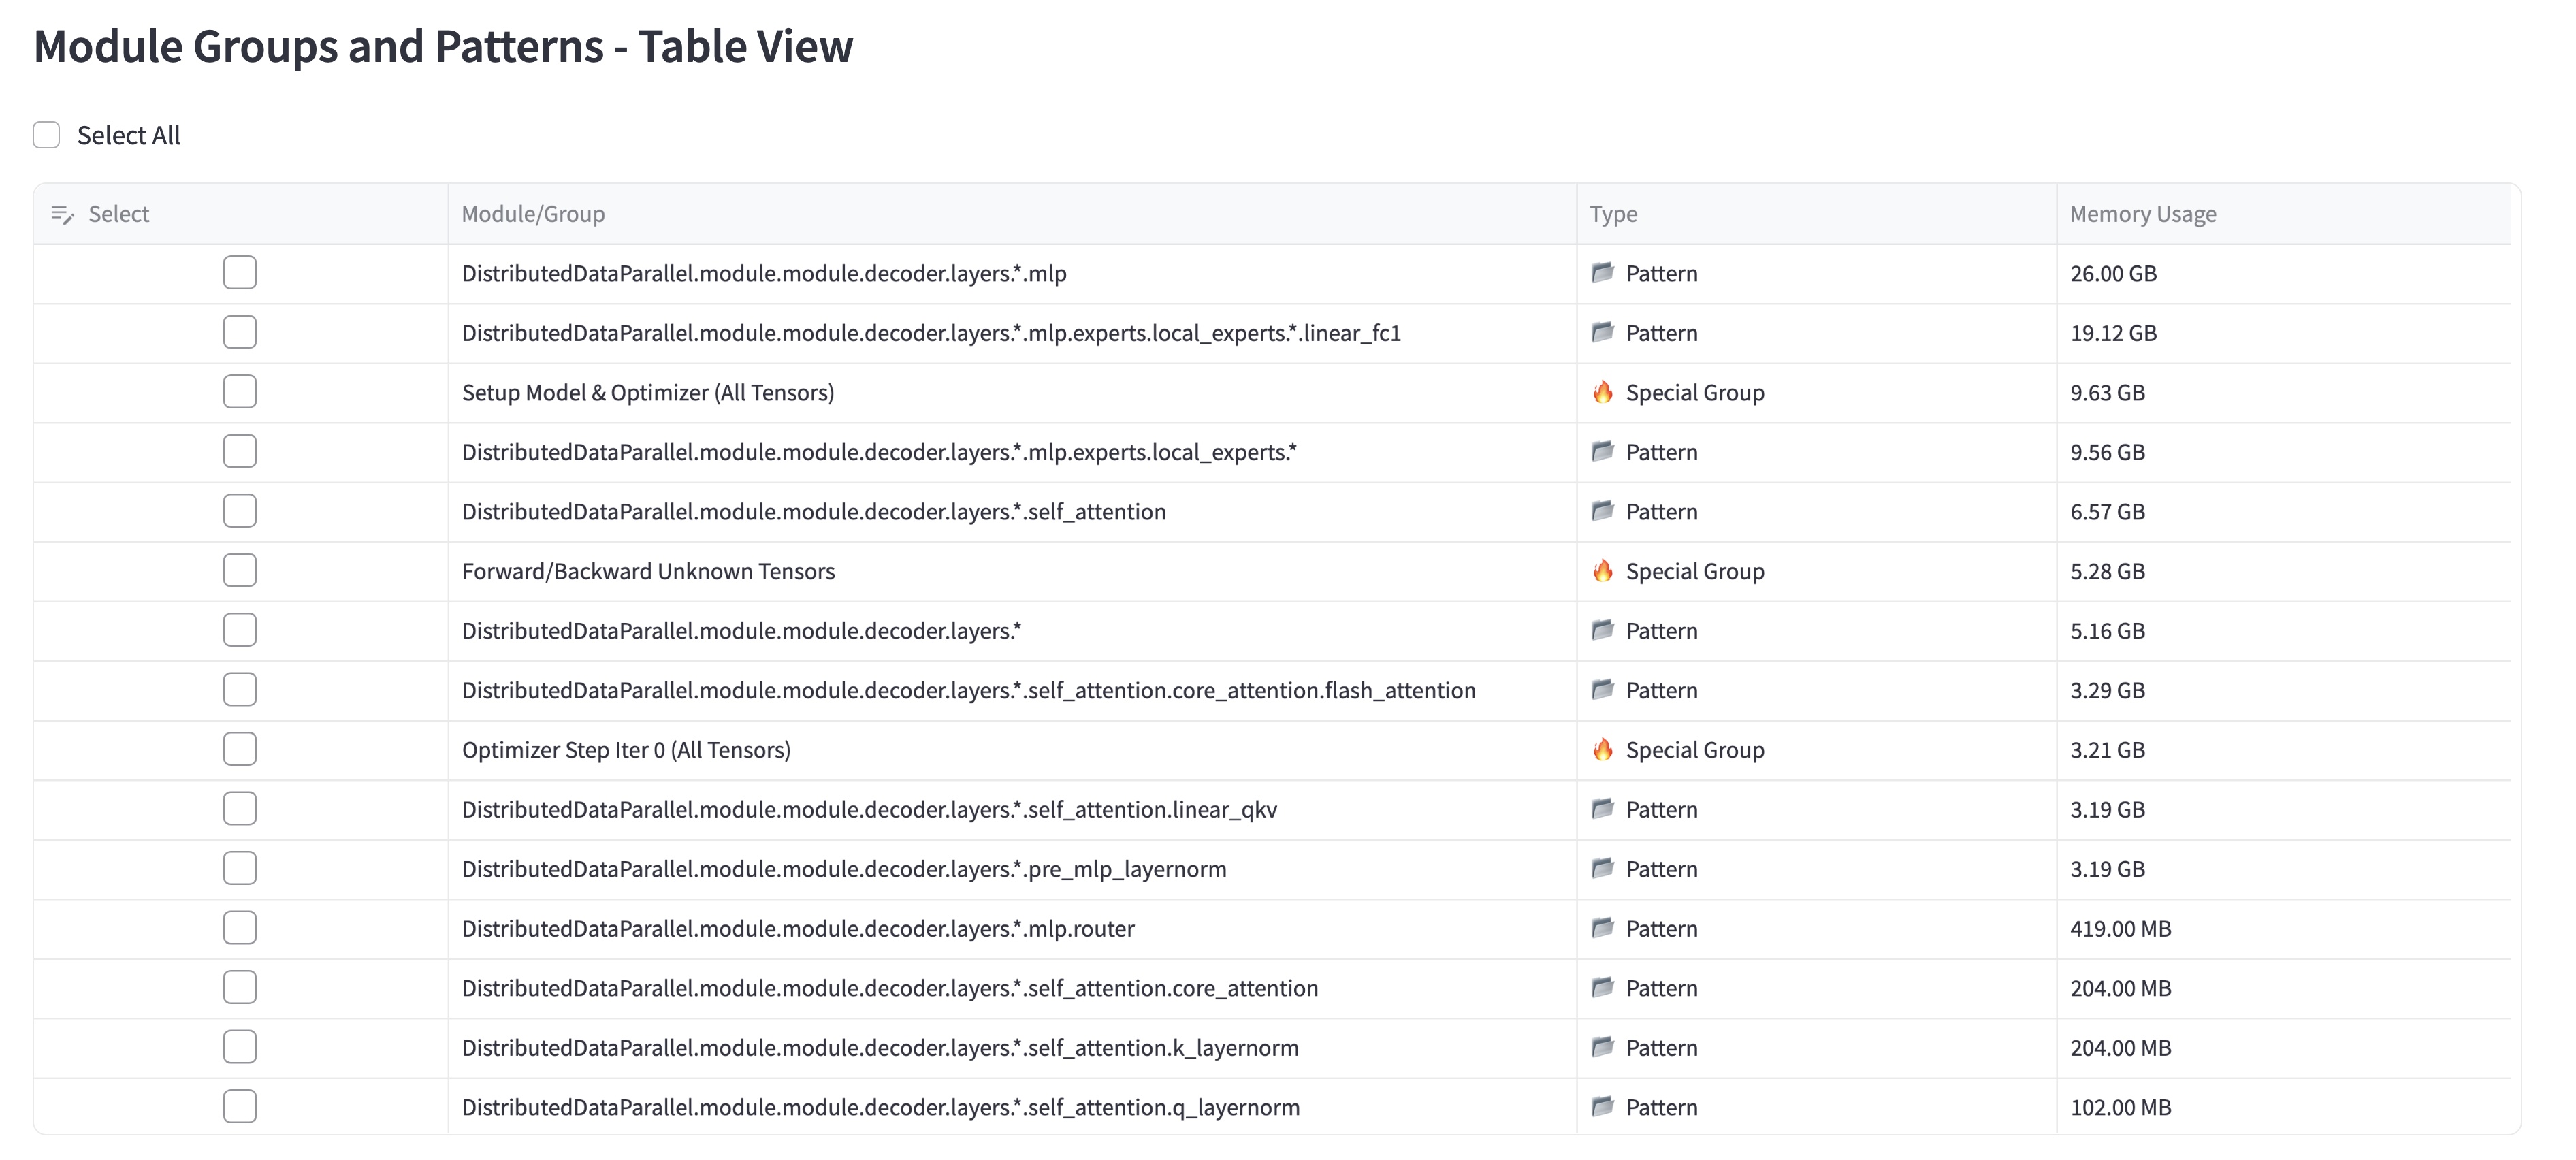 Module Groups and Patterns - Table View
Select All
Select Module/Group Type Memory Usage
DistributedDataParallel.module.module.decoder.layers.*.mlp Pattern 26.00 GB
DistributedDataParallel.module.module.decoder.layers.*.mlp.experts.local_experts.*.linear_fc1 Pattern 19.12 GB
Setup Model & Optimizer (All Tensors) Special Group 9.63 GB
DistributedDataParallel.module.module.decoder.layers.*.mlp.experts.local_experts.* Pattern 9.56 GB
DistributedDataParallel.module.module.decoder.layers.*.self_attention Pattern 6.57 GB
Forward/Backward Unknown Tensors Special Group 5.28 GB
DistributedDataParallel.module.module.decoder.layers.* Pattern 5.16 GB
DistributedDataParallel.module.module.decoder.layers.*.self_attention.core_attention.flash_attention Pattern 3.29 GB
Optimizer Step Iter 0 (All Tensors) Special Group 3.21 GB
DistributedDataParallel.module.module.decoder.layers.*.self_attention.linear_qkv Pattern 3.19 GB
DistributedDataParallel.module.module.decoder.layers.*.pre_mlp_layernorm Pattern 3.19 GB
DistributedDataParallel.module.module.decoder.layers.*.mlp.router Pattern 419.00 MB
DistributedDataParallel.module.module.decoder.layers.*.self_attention.core_attention Pattern 204.00 MB
DistributedDataParallel.module.module.decoder.layers.*.self_attention.k_layernorm Pattern 204.00 MB
DistributedDataParallel.module.module.decoder.layers.*.self_attention.q_layernorm Pattern 102.00 MB